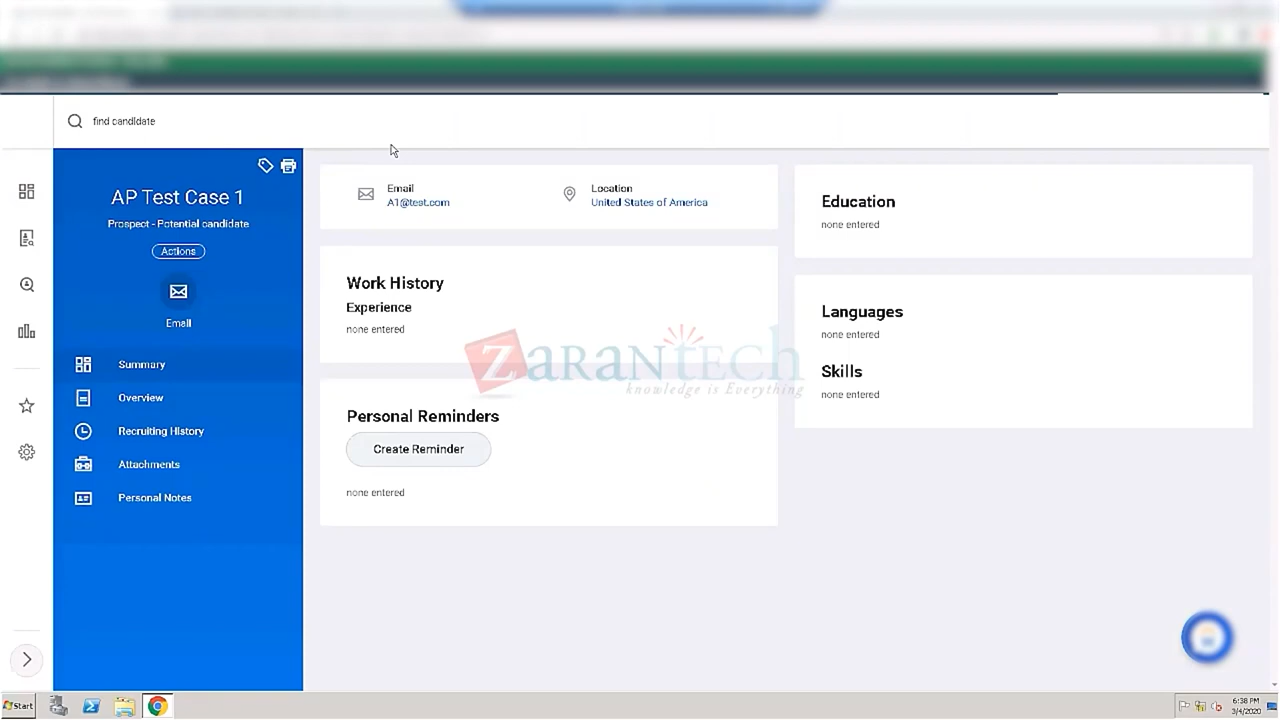 find candidate
AP Test Case 1
Prospect - Potential candidate
Actions
Email
Summary
Overview
Recruiting History
Attachments
Personal Notes
Email
A1@test.com
Location
United States of America
Work History
Experience
none entered
Personal Reminders
Create Reminder
none entered
Education
none entered
Languages
none entered
Skills
none entered
ZaranTech
knowledge is Everything
Start
6:38 PM
3/4/2020